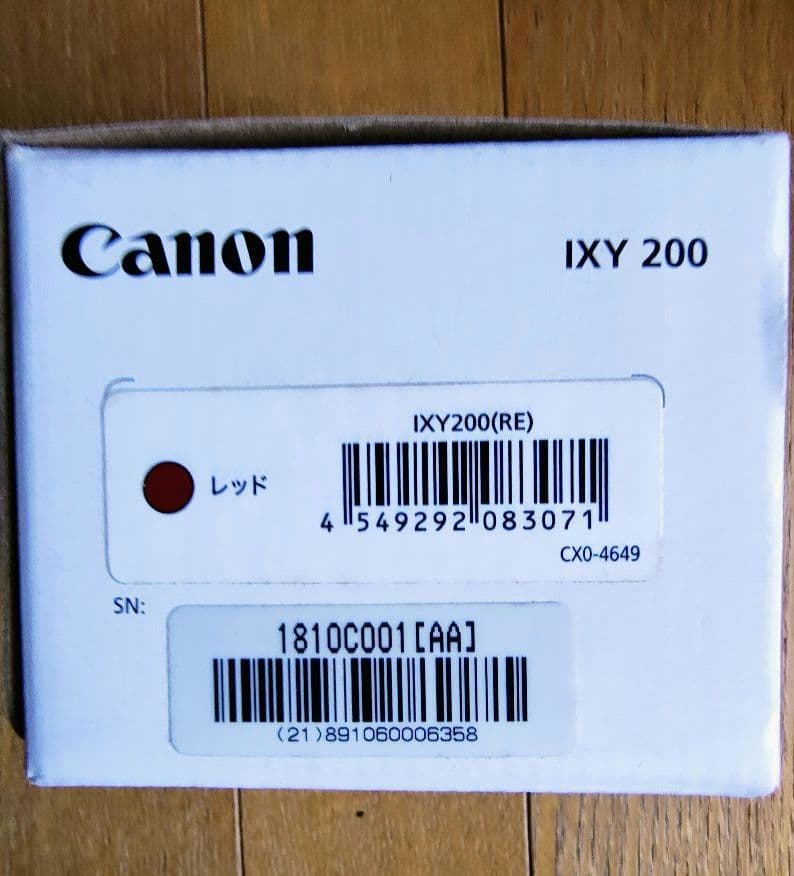 Canon IXY 200
IXY200(RE)
レッド
4 549292 083071
CX0-4649
SN:
1810C001[AA]
(21)891060006358